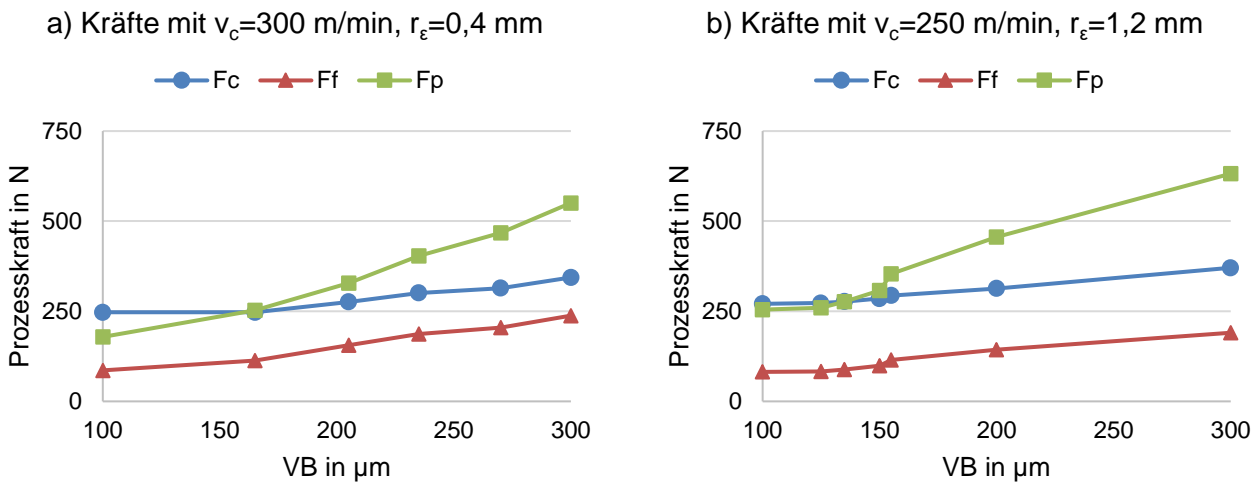 a) Kräfte mit vc=300 m/min, rε=0,4 mm
Fc Ff Fp
Prozesskraft in N
750
500
250
0
100 150 200 250 300
VB in µm
b) Kräfte mit vc=250 m/min, rε=1,2 mm
Fc Ff Fp
Prozesskraft in N
750
500
250
0
100 150 200 250 300
VB in µm